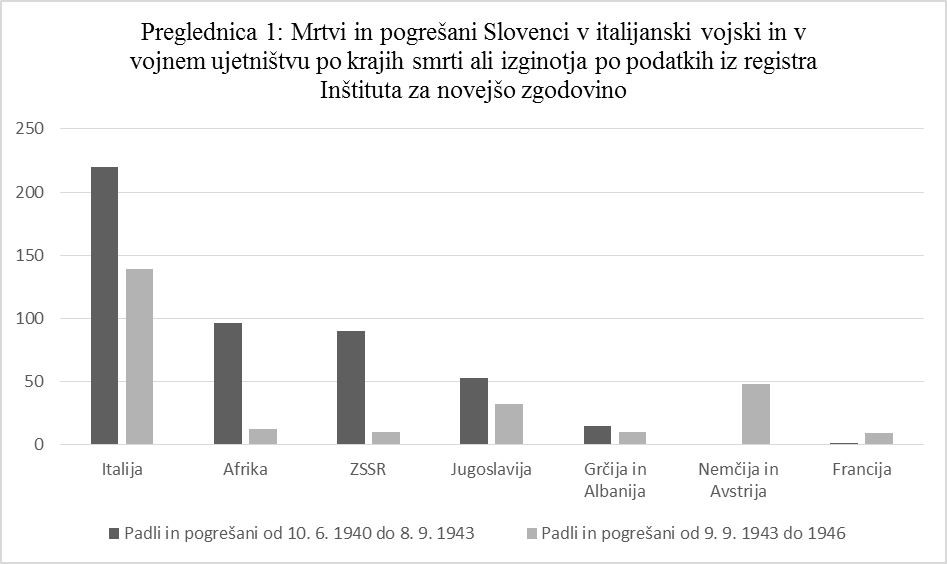 Preglednica 1: Mrtvi in pogrešani Slovenci v italijanski vojski in v
vojnem ujetništvu po krajih smrti ali izginotja po podatkih iz registra
Inštituta za novejšo zgodovino
250
200
150
100
50
0
Italija
Afrika
ZSSR
Jugoslavija
Grčija in
Albanija
Nemčija in
Avstrija
Francija
Padli in pogrešani od 10. 6. 1940 do 8. 9. 1943
Padli in pogrešani od 9. 9. 1943 do 1946